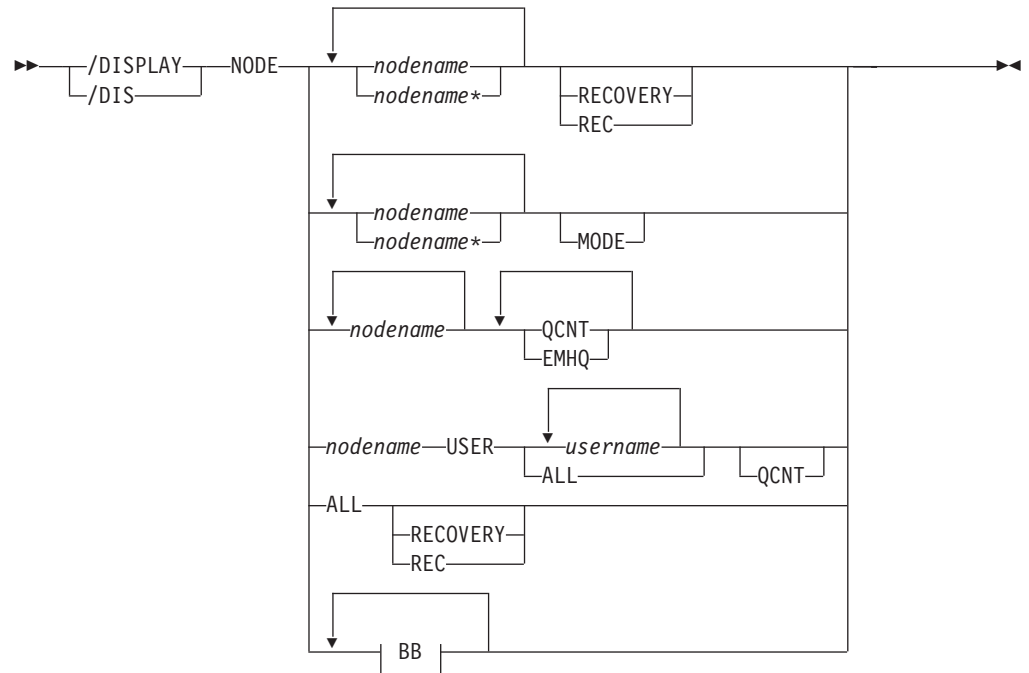 /DISPLAY NODE nodename
/DIS nodename* RECOVERY
REC
nodename
nodename* MODE
nodename QCNT
EMHQ
nodename USER username
ALL QCNT
ALL
RECOVERY
REC
BB